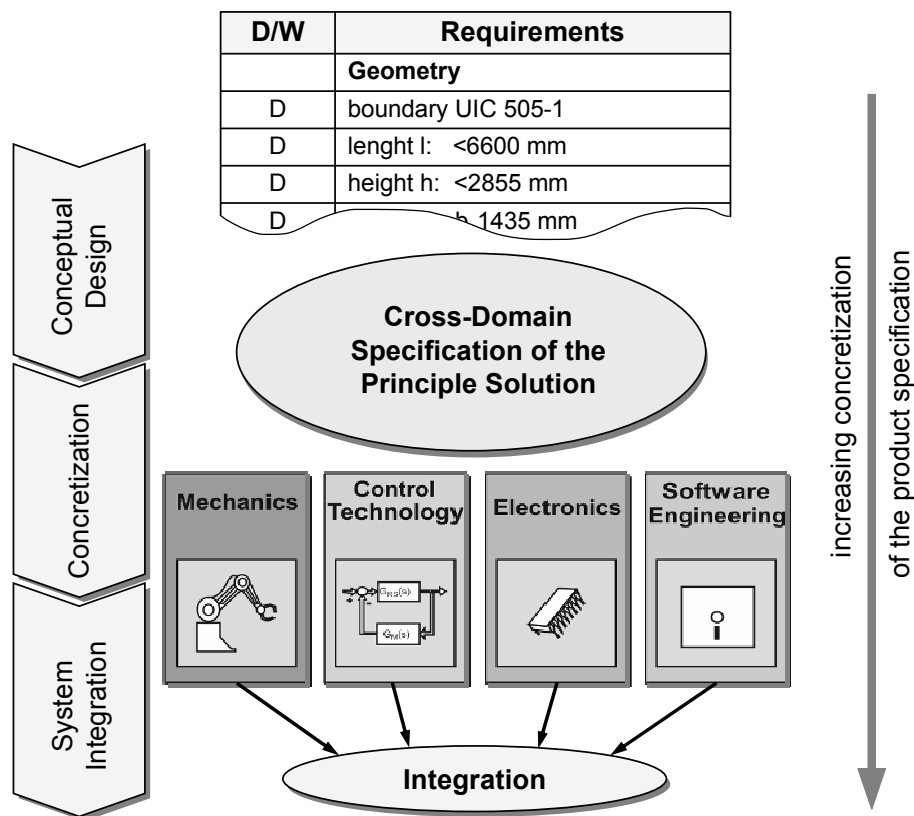 D/W Requirements
Geometry
D boundary UIC 505-1
D lenght l: <6600 mm
D height h: <2855 mm
D 1435 mm
Conceptual
Design
Cross-Domain
Specification of the
Principle Solution
increasing concretization
of the product specification
Concretization
Mechanics
Control
Technology
Electronics
Software
Engineering
G_RS(s)
G_M(s)
+
-
System
Integration
Integration